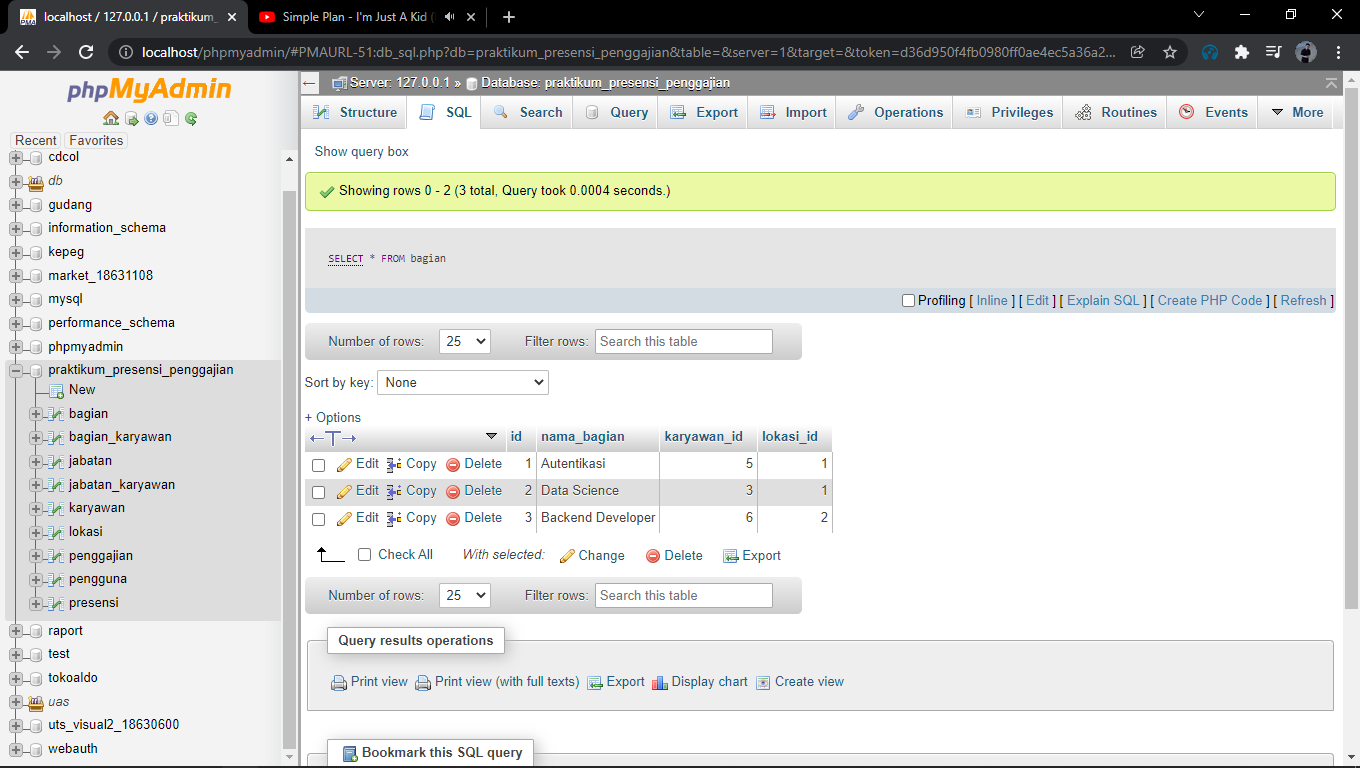 localhost / 127.0.0.1 / praktikum_
Simple Plan - I'm Just A Kid (
localhost/phpmyadmin/#PMAURL-51:db_sql.php?db=praktikum_presensi_penggajian&table=&server=1&target=&token=d36d950f4fb0980ff0ae4ec5a36a2...
phpMyAdmin
Recent Favorites
cdcol
db
gudang
information_schema
kepeg
market_18631108
mysql
performance_schema
phpmyadmin
praktikum_presensi_penggajian
New
bagian
bagian_karyawan
jabatan
jabatan_karyawan
karyawan
lokasi
penggajian
pengguna
presensi
raport
test
tokoaldo
uas
uts_visual2_18630600
webauth
Server: 127.0.0.1 » Database: praktikum_presensi_penggajian
Structure SQL Search Query Export Import Operations Privileges Routines Events More
Show query box
Showing rows 0 - 2 (3 total, Query took 0.0004 seconds.)
SELECT * FROM bagian
Profiling [ Inline ] [ Edit ] [ Explain SQL ] [ Create PHP Code ] [ Refresh ]
Number of rows: 25 Filter rows: Search this table
Sort by key: None
+ Options
id nama_bagian karyawan_id lokasi_id
Edit Copy Delete 1 Autentikasi 5 1
Edit Copy Delete 2 Data Science 3 1
Edit Copy Delete 3 Backend Developer 6 2
Check All With selected: Change Delete Export
Number of rows: 25 Filter rows: Search this table
Query results operations
Print view Print view (with full texts) Export Display chart Create view
Bookmark this SQL query